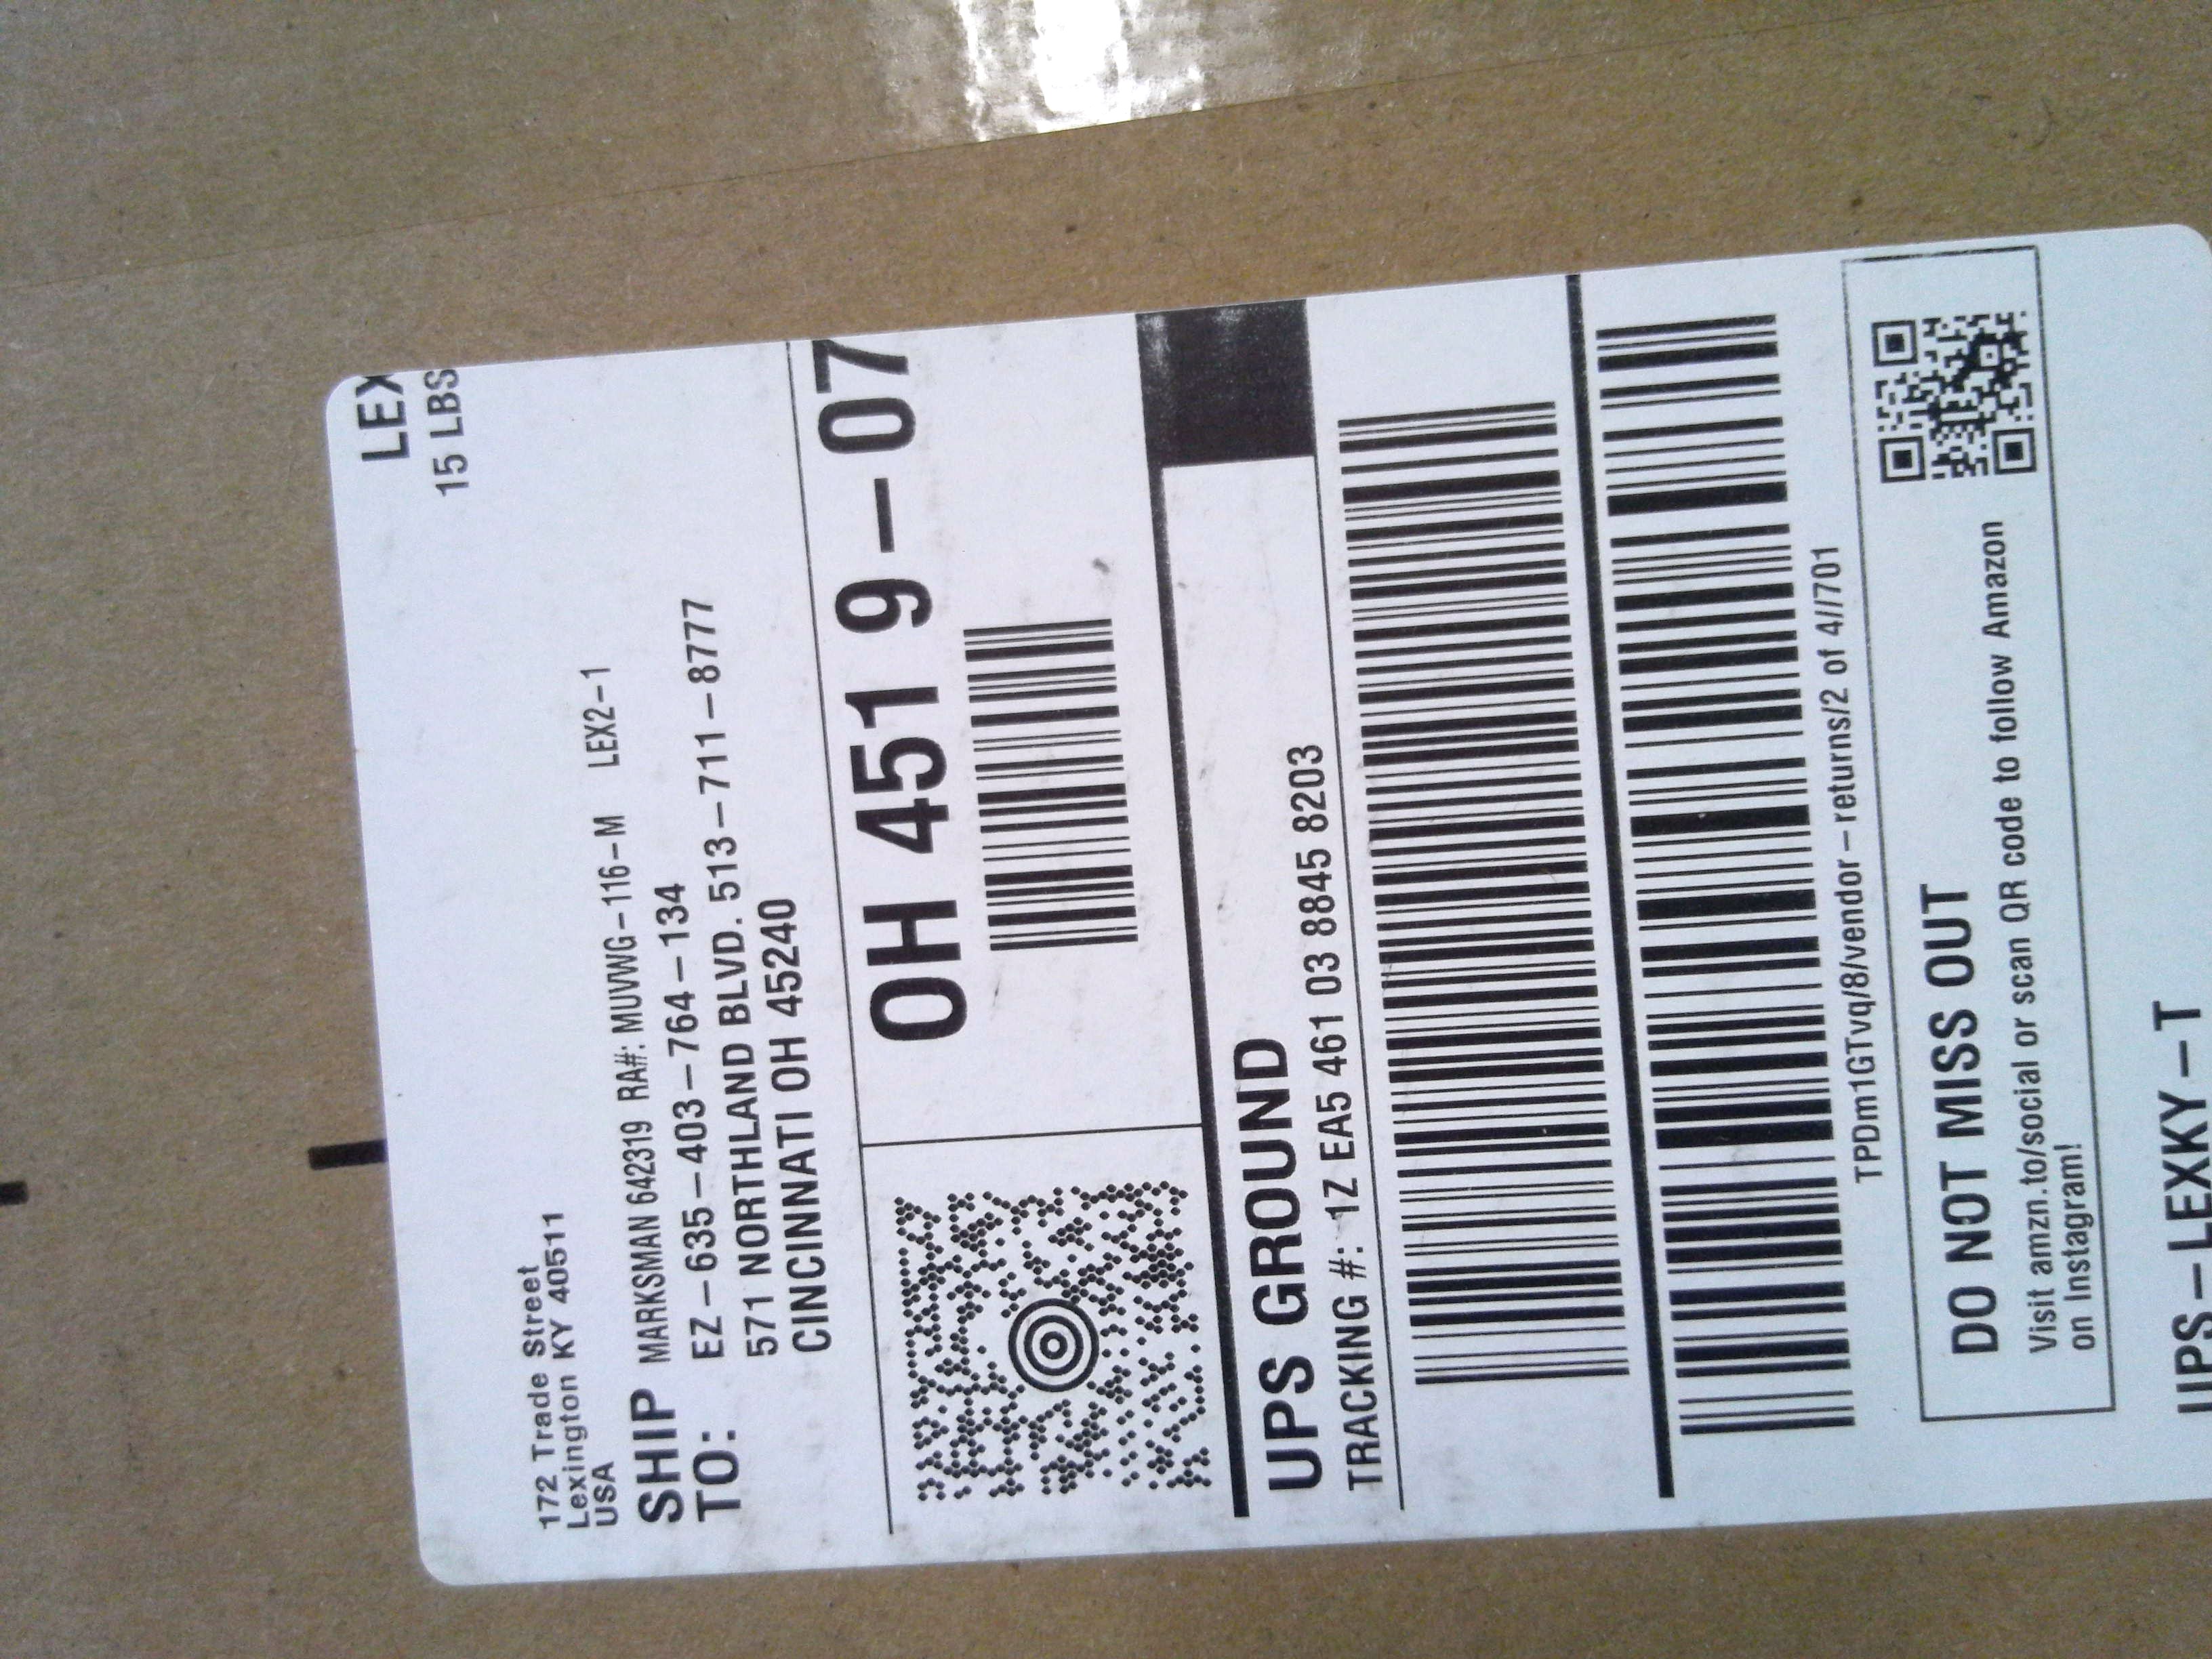 LEX
15 LBS
172 Trade Street
Lexington KY 40511
USA
SHIP TO:
MARKSMAN 642319 RA#: MUVWG-116-M LEX2-1
EZ-635-403-764-134
571 NORTHLAND BLVD. 513-711-8777
CINCINNATI OH 45240
OH 451 9-07
UPS GROUND
TRACKING #: 1Z EA5 461 03 8845 8203
TPDm1GTvq/8/vendor-returns/2 of 4//701
DO NOT MISS OUT
Visit amzn.to/social or scan QR code to follow Amazon
on Instagram!
UPS-LEXKY-T